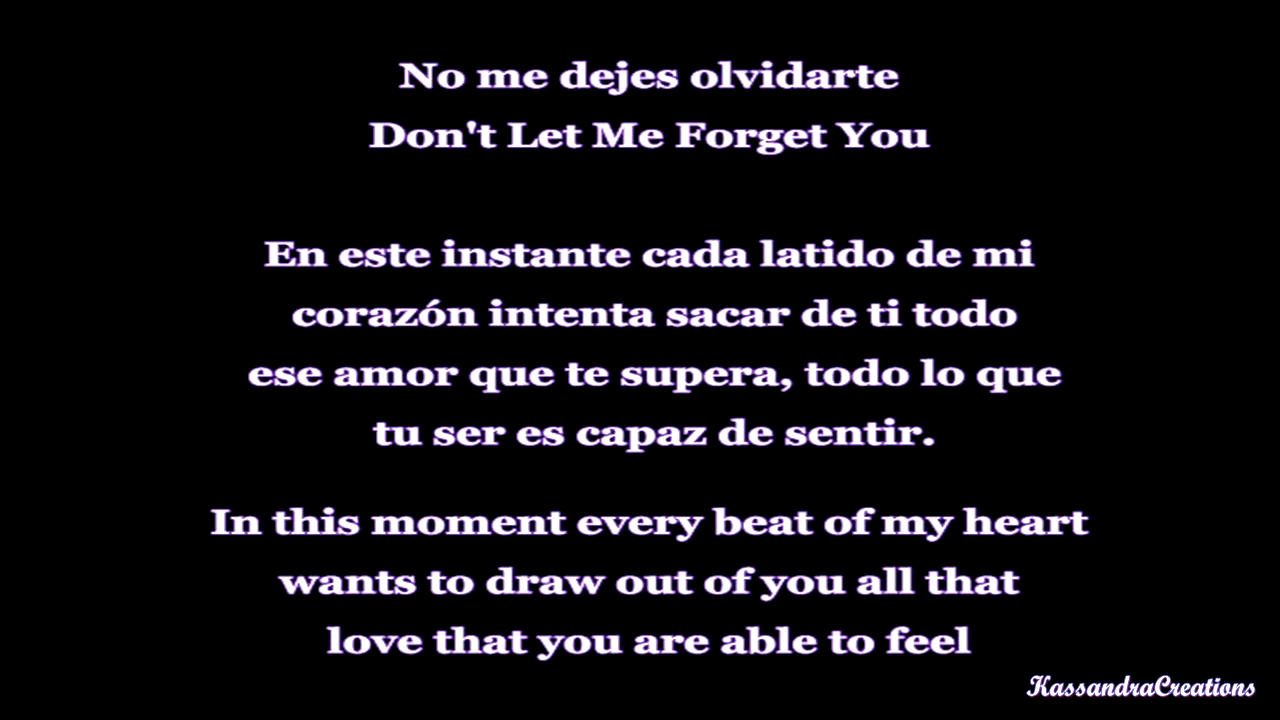 No me dejes olvidarte
Don't Let Me Forget You
En este instante cada latido de mi
corazón intenta sacar de ti todo
ese amor que te supera, todo lo que
tu ser es capaz de sentir.
In this moment every beat of my heart
wants to draw out of you all that
love that you are able to feel
KassandraCreations